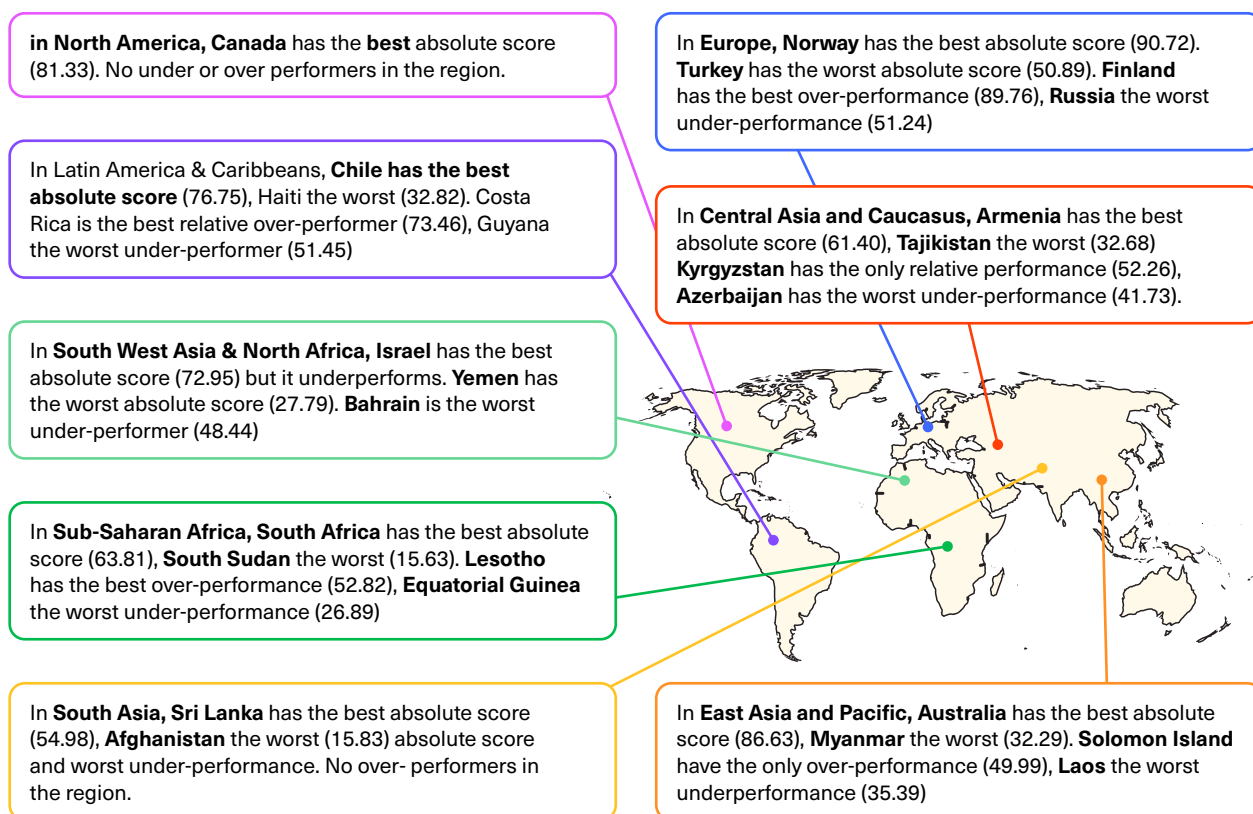 in North America, Canada has the best absolute score
(81.33). No under or over performers in the region.
In Europe, Norway has the best absolute score (90.72).
Turkey has the worst absolute score (50.89). Finland
has the best over-performance (89.76), Russia the worst
under-performance (51.24)
In Latin America & Caribbeans, Chile has the best
absolute score (76.75), Haiti the worst (32.82). Costa
Rica is the best relative over-performer (73.46), Guyana
the worst under-performer (51.45)
In Central Asia and Caucasus, Armenia has the best
absolute score (61.40), Tajikistan the worst (32.68)
Kyrgyzstan has the only relative performance (52.26),
Azerbaijan has the worst under-performance (41.73).
In South West Asia & North Africa, Israel has the best
absolute score (72.95) but it underperforms. Yemen has
the worst absolute score (27.79). Bahrain is the worst
under-performer (48.44)
In Sub-Saharan Africa, South Africa has the best absolute
score (63.81), South Sudan the worst (15.63). Lesotho
has the best over-performance (52.82), Equatorial Guinea
the worst under-performance (26.89)
In South Asia, Sri Lanka has the best absolute score
(54.98), Afghanistan the worst (15.83) absolute score
and worst under-performance. No over- performers in
the region.
In East Asia and Pacific, Australia has the best absolute
score (86.63), Myanmar the worst (32.29). Solomon Island
have the only over-performance (49.99), Laos the worst
underperformance (35.39)